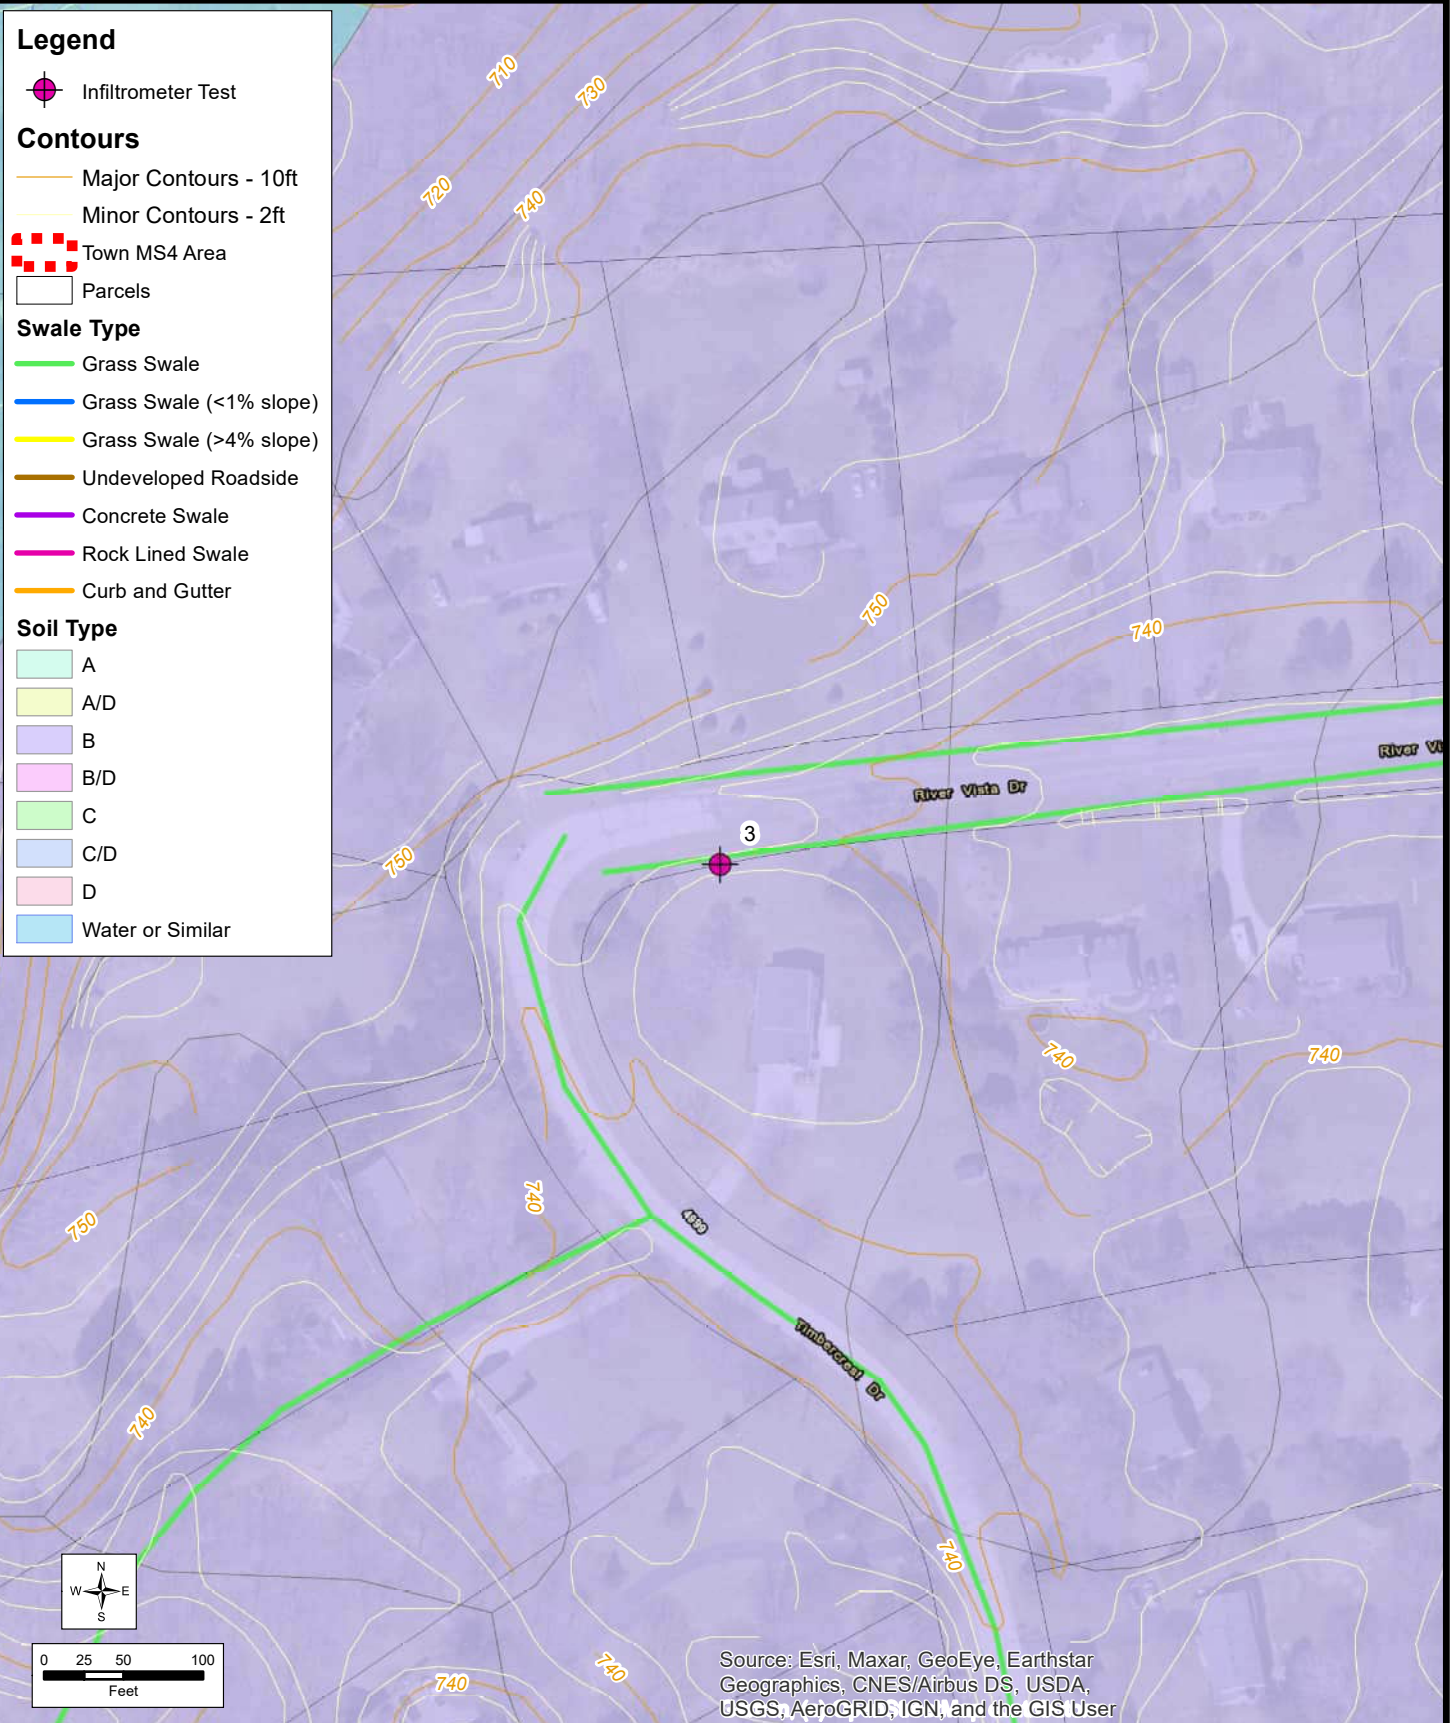 Legend
Infiltrometer Test
Contours
Major Contours - 10ft
Minor Contours - 2ft
Town MS4 Area
Parcels
Swale Type
Grass Swale
Grass Swale (<1% slope)
Grass Swale (>4% slope)
Undeveloped Roadside
Concrete Swale
Rock Lined Swale
Curb and Gutter
Soil Type
A
A/D
B
B/D
C
C/D
D
Water or Similar
710
730
720
740
750
740
River Vi
River Vista Dr
3
750
740
740
740
750
Timbercrest Dr
740
740
740
740
N
W E
S
0 25 50 100
Feet
Source: Esri, Maxar, GeoEye, Earthstar
Geographics, CNES/Airbus DS, USDA,
USGS, AeroGRID, IGN, and the GIS User